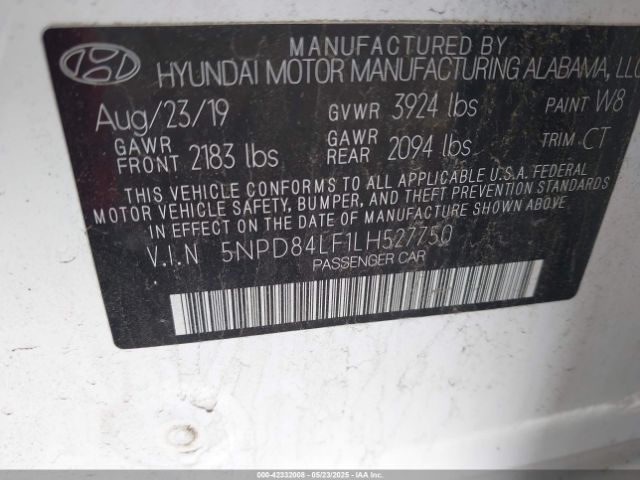 MANUFACTURED BY
HYUNDAI MOTOR MANUFACTURING ALABAMA, LLC
Aug/23/19 GVWR 3924 lbs PAINT W8
GAWR FRONT 2183 lbs GAWR REAR 2094 lbs TRIM CT
THIS VEHICLE CONFORMS TO ALL APPLICABLE U.S.A. FEDERAL
MOTOR VEHICLE SAFETY, BUMPER, AND THEFT PREVENTION STANDARDS
IN EFFECT ON THE DATE OF MANUFACTURE SHOWN ABOVE.
V.I.N 5NPD84LF1LH527750
PASSENGER CAR
000-42332008 - 05/23/2025 - IAA Inc.